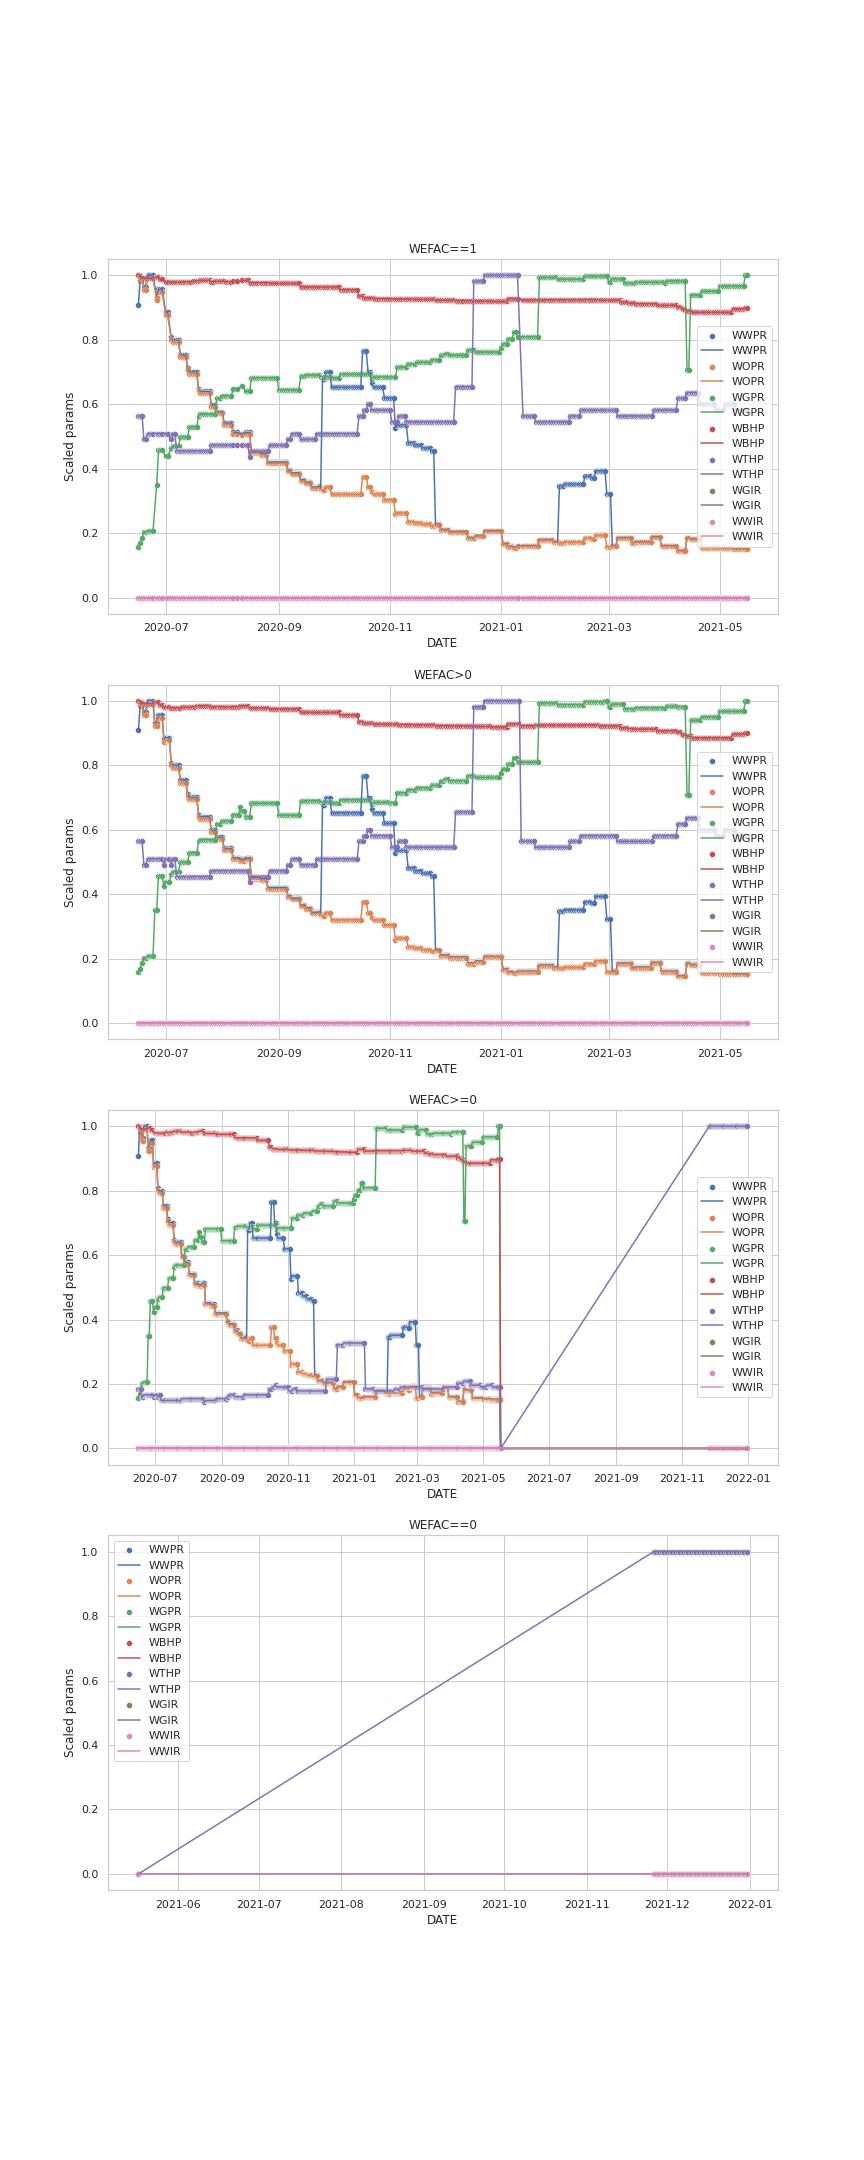 WEFAC==1
Scaled params
1.0
0.8
0.6
0.4
0.2
0.0
WWPR
WWPR
WOPR
WOPR
WGPR
WGPR
WBHP
WBHP
WTHP
WTHP
WGIR
WGIR
WWIR
WWIR
2020-07 2020-09 2020-11 2021-01 2021-03 2021-05
DATE
WEFAC>0
Scaled params
1.0
0.8
0.6
0.4
0.2
0.0
WWPR
WWPR
WOPR
WOPR
WGPR
WGPR
WBHP
WBHP
WTHP
WTHP
WGIR
WGIR
WWIR
WWIR
2020-07 2020-09 2020-11 2021-01 2021-03 2021-05
DATE
WEFAC>=0
Scaled params
1.0
0.8
0.6
0.4
0.2
0.0
WWPR
WWPR
WOPR
WOPR
WGPR
WGPR
WBHP
WBHP
WTHP
WTHP
WGIR
WGIR
WWIR
WWIR
2020-07 2020-09 2020-11 2021-01 2021-03 2021-05 2021-07 2021-09 2021-11 2022-01
DATE
WEFAC==0
Scaled params
1.0
0.8
0.6
0.4
0.2
0.0
WWPR
WWPR
WOPR
WOPR
WGPR
WGPR
WBHP
WBHP
WTHP
WTHP
WGIR
WGIR
WWIR
WWIR
2021-06 2021-07 2021-08 2021-09 2021-10 2021-11 2021-12 2022-01
DATE